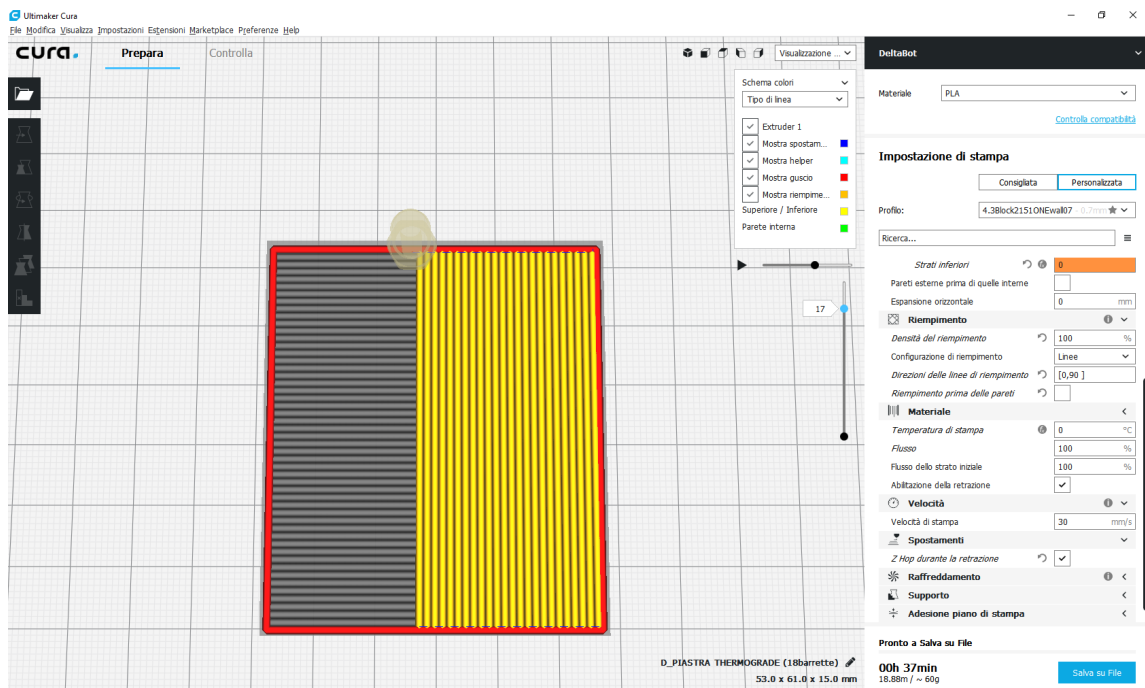 Ultimaker Cura
File Modifica Visualizza Impostazioni Estensioni Marketplace Preferenze Help
cura.
Prepara
Controlla
Visualizzazione ...
DeltaBot
Schema colori
Tipo di linea
Extruder 1
Mostra spostam...
Mostra helper
Mostra guscio
Mostra riempime...
Superiore / Inferiore
Parete interna
17
Materiale PLA
Controlla compatibilità
Impostazione di stampa
Consigliata Personalizzata
Profilo: 4.3Block2151ONEwall07 - 0.7mm
Ricerca...
Strati inferiori 0
Pareti esterne prima di quelle interne
Espansione orizzontale 0 mm
Riempimento
Densità del riempimento 100 %
Configurazione di riempimento Linee
Direzioni delle linee di riempimento [0,90 ]
Riempimento prima delle pareti
Materiale
Temperatura di stampa 0 °C
Flusso 100 %
Flusso dello strato iniziale 100 %
Abilitazione della retrazione
Velocità
Velocità di stampa 30 mm/s
Spostamenti
Z Hop durante la retrazione
Raffreddamento
Supporto
Adesione piano di stampa
D_PIASTRA THERMOGRADE (18barrette)
53.0 x 61.0 x 15.0 mm
Pronto a Salva su File
00h 37min
18.88m / ~ 60g
Salva su File